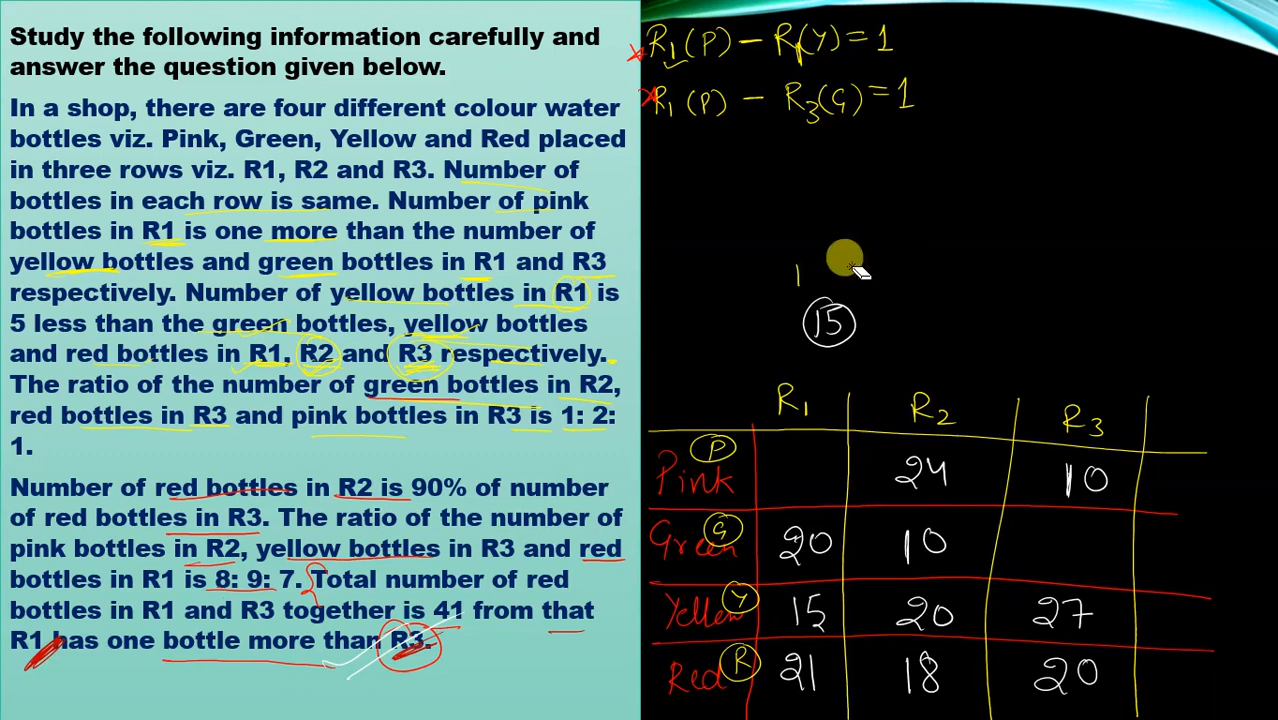 Study the following information carefully and
answer the question given below.
In a shop, there are four different colour water
bottles viz. Pink, Green, Yellow and Red placed
in three rows viz. R1, R2 and R3. Number of
bottles in each row is same. Number of pink
bottles in R1 is one more than the number of
yellow bottles and green bottles in R1 and R3
respectively. Number of yellow bottles in R1 is
5 less than the green bottles, yellow bottles
and red bottles in R1, R2 and R3 respectively.
The ratio of the number of green bottles in R2,
red bottles in R3 and pink bottles in R3 is 1: 2:
1.
Number of red bottles in R2 is 90% of number
of red bottles in R3. The ratio of the number of
pink bottles in R2, yellow bottles in R3 and red
bottles in R1 is 8: 9: 7. Total number of red
bottles in R1 and R3 together is 41 from that
R1 has one bottle more than R3.
R1(P) - R1(Y) = 1
R1(P) - R3(G) = 1
1
15
R1 R2 R3
Pink P 24 10
Green G 20 10
Yellow Y 15 20 27
Red R 21 18 20